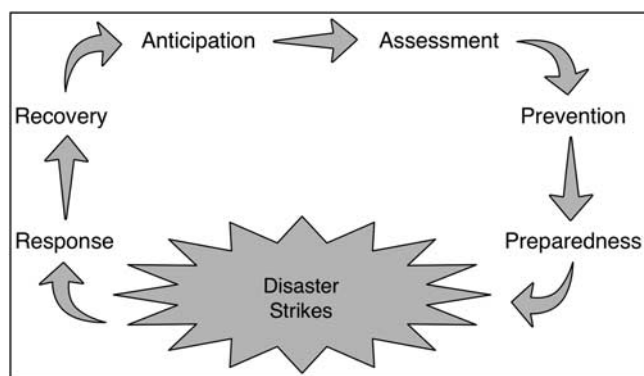 Anticipation
Assessment
Recovery
Prevention
Response
Preparedness
Disaster
Strikes